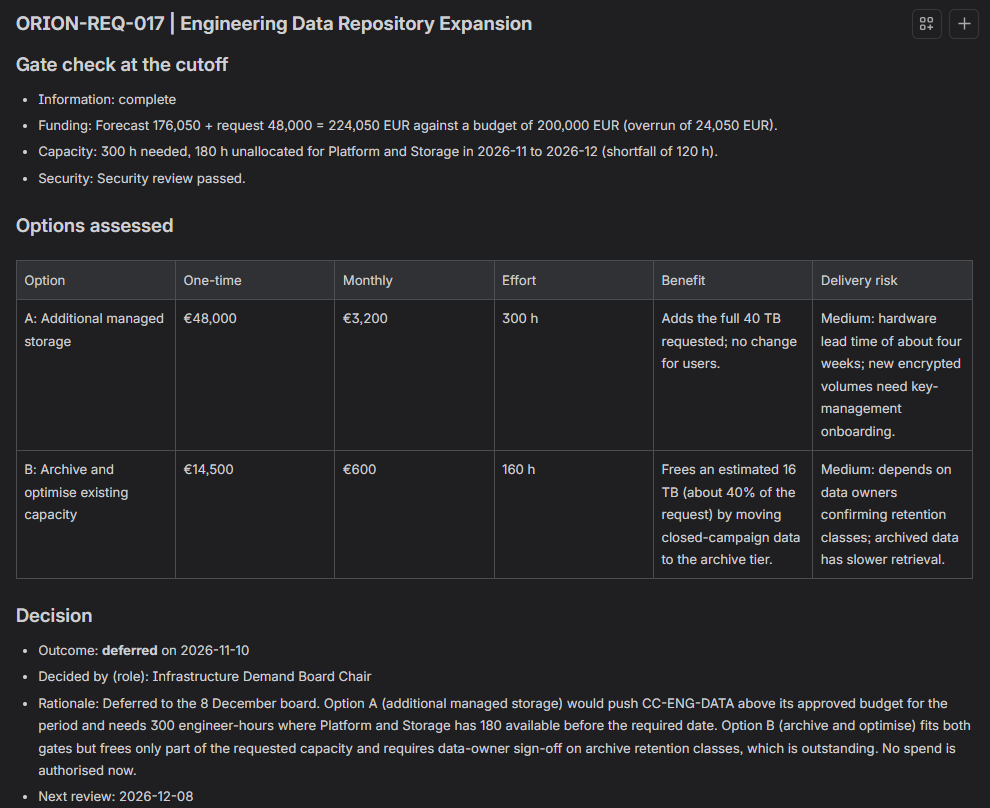 ORION-REQ-017 | Engineering Data Repository Expansion
Gate check at the cutoff
• Information: complete
• Funding: Forecast 176,050 + request 48,000 = 224,050 EUR against a budget of 200,000 EUR (overrun of 24,050 EUR).
• Capacity: 300 h needed, 180 h unallocated for Platform and Storage in 2026-11 to 2026-12 (shortfall of 120 h).
• Security: Security review passed.
Options assessed
Option One-time Monthly Effort Benefit Delivery risk
A: Additional managed
storage
€48,000
€3,200
300 h
Adds the full 40 TB
requested; no change
for users.
Medium: hardware
lead time of about four
weeks; new encrypted
volumes need key-
management
onboarding.
B: Archive and
optimise existing
capacity
€14,500
€600
160 h
Frees an estimated 16
TB (about 40% of the
request) by moving
closed-campaign data
to the archive tier.
Medium: depends on
data owners
confirming retention
classes; archived data
has slower retrieval.
Decision
• Outcome: deferred on 2026-11-10
• Decided by (role): Infrastructure Demand Board Chair
• Rationale: Deferred to the 8 December board. Option A (additional managed storage) would push CC-ENG-DATA above its approved budget for the
period and needs 300 engineer-hours where Platform and Storage has 180 available before the required date. Option B (archive and optimise) fits both
gates but frees only part of the requested capacity and requires data-owner sign-off on archive retention classes, which is outstanding. No spend is
authorised now.
• Next review: 2026-12-08